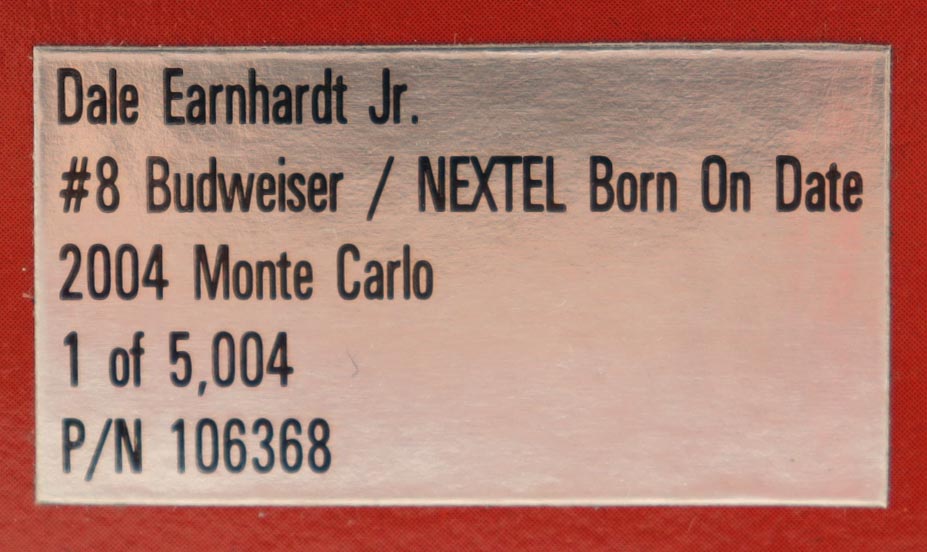 Dale Earnhardt Jr.
#8 Budweiser / NEXTEL Born On Date
2004 Monte Carlo
1 of 5,004
P/N 106368